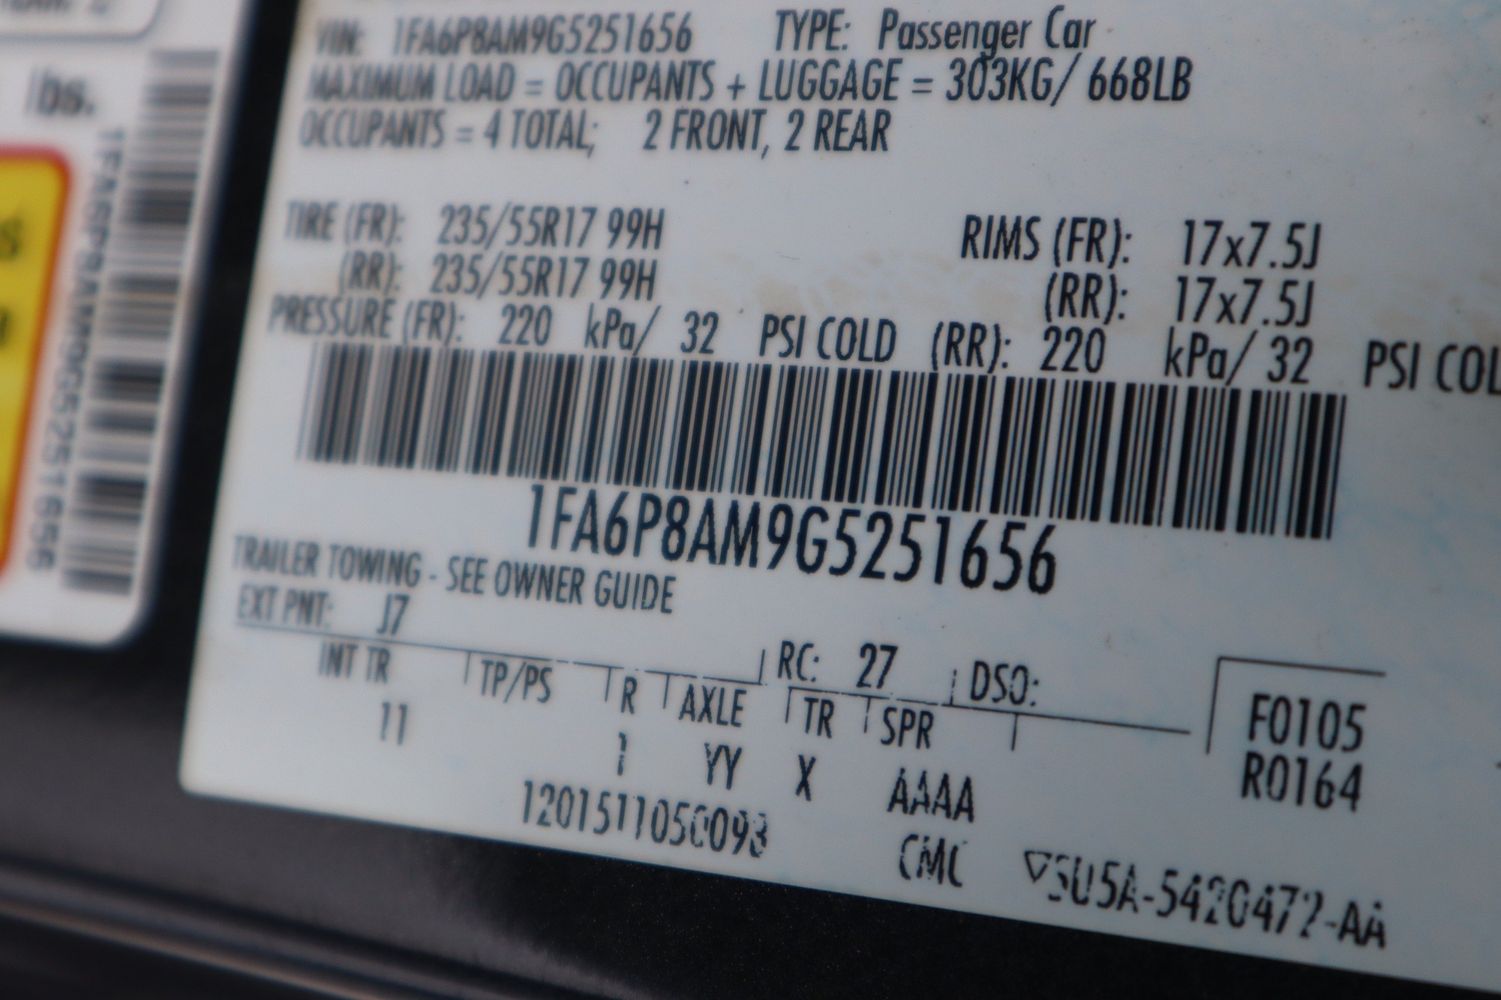 lbs.
1FA6P8AM9G5251656
VIN: 1FA6P8AM9G5251656 TYPE: Passenger Car
MAXIMUM LOAD = OCCUPANTS + LUGGAGE = 303KG/ 668LB
OCCUPANTS = 4 TOTAL; 2 FRONT, 2 REAR
TIRE (FR): 235/55R17 99H RIMS (FR): 17x7.5J
(RR): 235/55R17 99H (RR): 17x7.5J
PRESSURE (FR): 220 kPa/ 32 PSI COLD (RR): 220 kPa/ 32 PSI COL
1FA6P8AM9G5251656
TRAILER TOWING - SEE OWNER GUIDE
EXT PNT: J7 RC: 27 DSO:
INT TR TP/PS R AXLE TR SPR F0105
11 1 YY X AAAA R0164
1201511050093 CMC ▽SU5A-5420472-AA